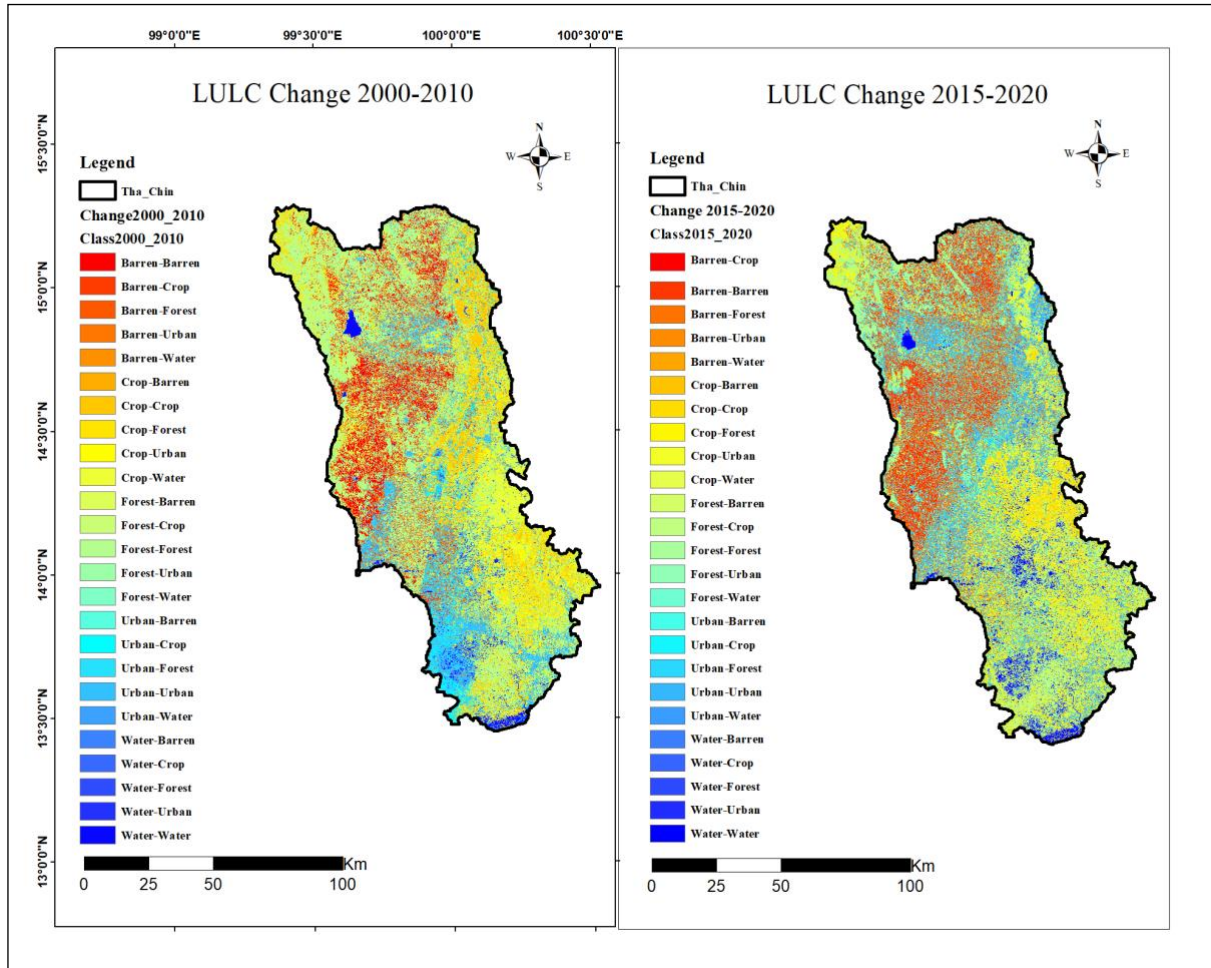 99°0'0"E
99°30'0"E
100°0'0"E
100°30'0"E
LULC Change 2000-2010
N
W
E
S
15°30'0"N
15°0'0"N
14°30'0"N
14°0'0"N
13°30'0"N
13°0'0"N
Legend
Tha_Chin
Change2000_2010
Class2000_2010
Barren-Barren
Barren-Crop
Barren-Forest
Barren-Urban
Barren-Water
Crop-Barren
Crop-Crop
Crop-Forest
Crop-Urban
Crop-Water
Forest-Barren
Forest-Crop
Forest-Forest
Forest-Urban
Forest-Water
Urban-Barren
Urban-Crop
Urban-Forest
Urban-Urban
Urban-Water
Water-Barren
Water-Crop
Water-Forest
Water-Urban
Water-Water
Km
0 25 50 100
LULC Change 2015-2020
N
W
E
S
Legend
Tha_Chin
Change 2015-2020
Class2015_2020
Barren-Crop
Barren-Barren
Barren-Forest
Barren-Urban
Barren-Water
Crop-Barren
Crop-Crop
Crop-Forest
Crop-Urban
Crop-Water
Forest-Barren
Forest-Crop
Forest-Forest
Forest-Urban
Forest-Water
Urban-Barren
Urban-Crop
Urban-Forest
Urban-Urban
Urban-Water
Water-Barren
Water-Crop
Water-Forest
Water-Urban
Water-Water
Km
0 25 50 100